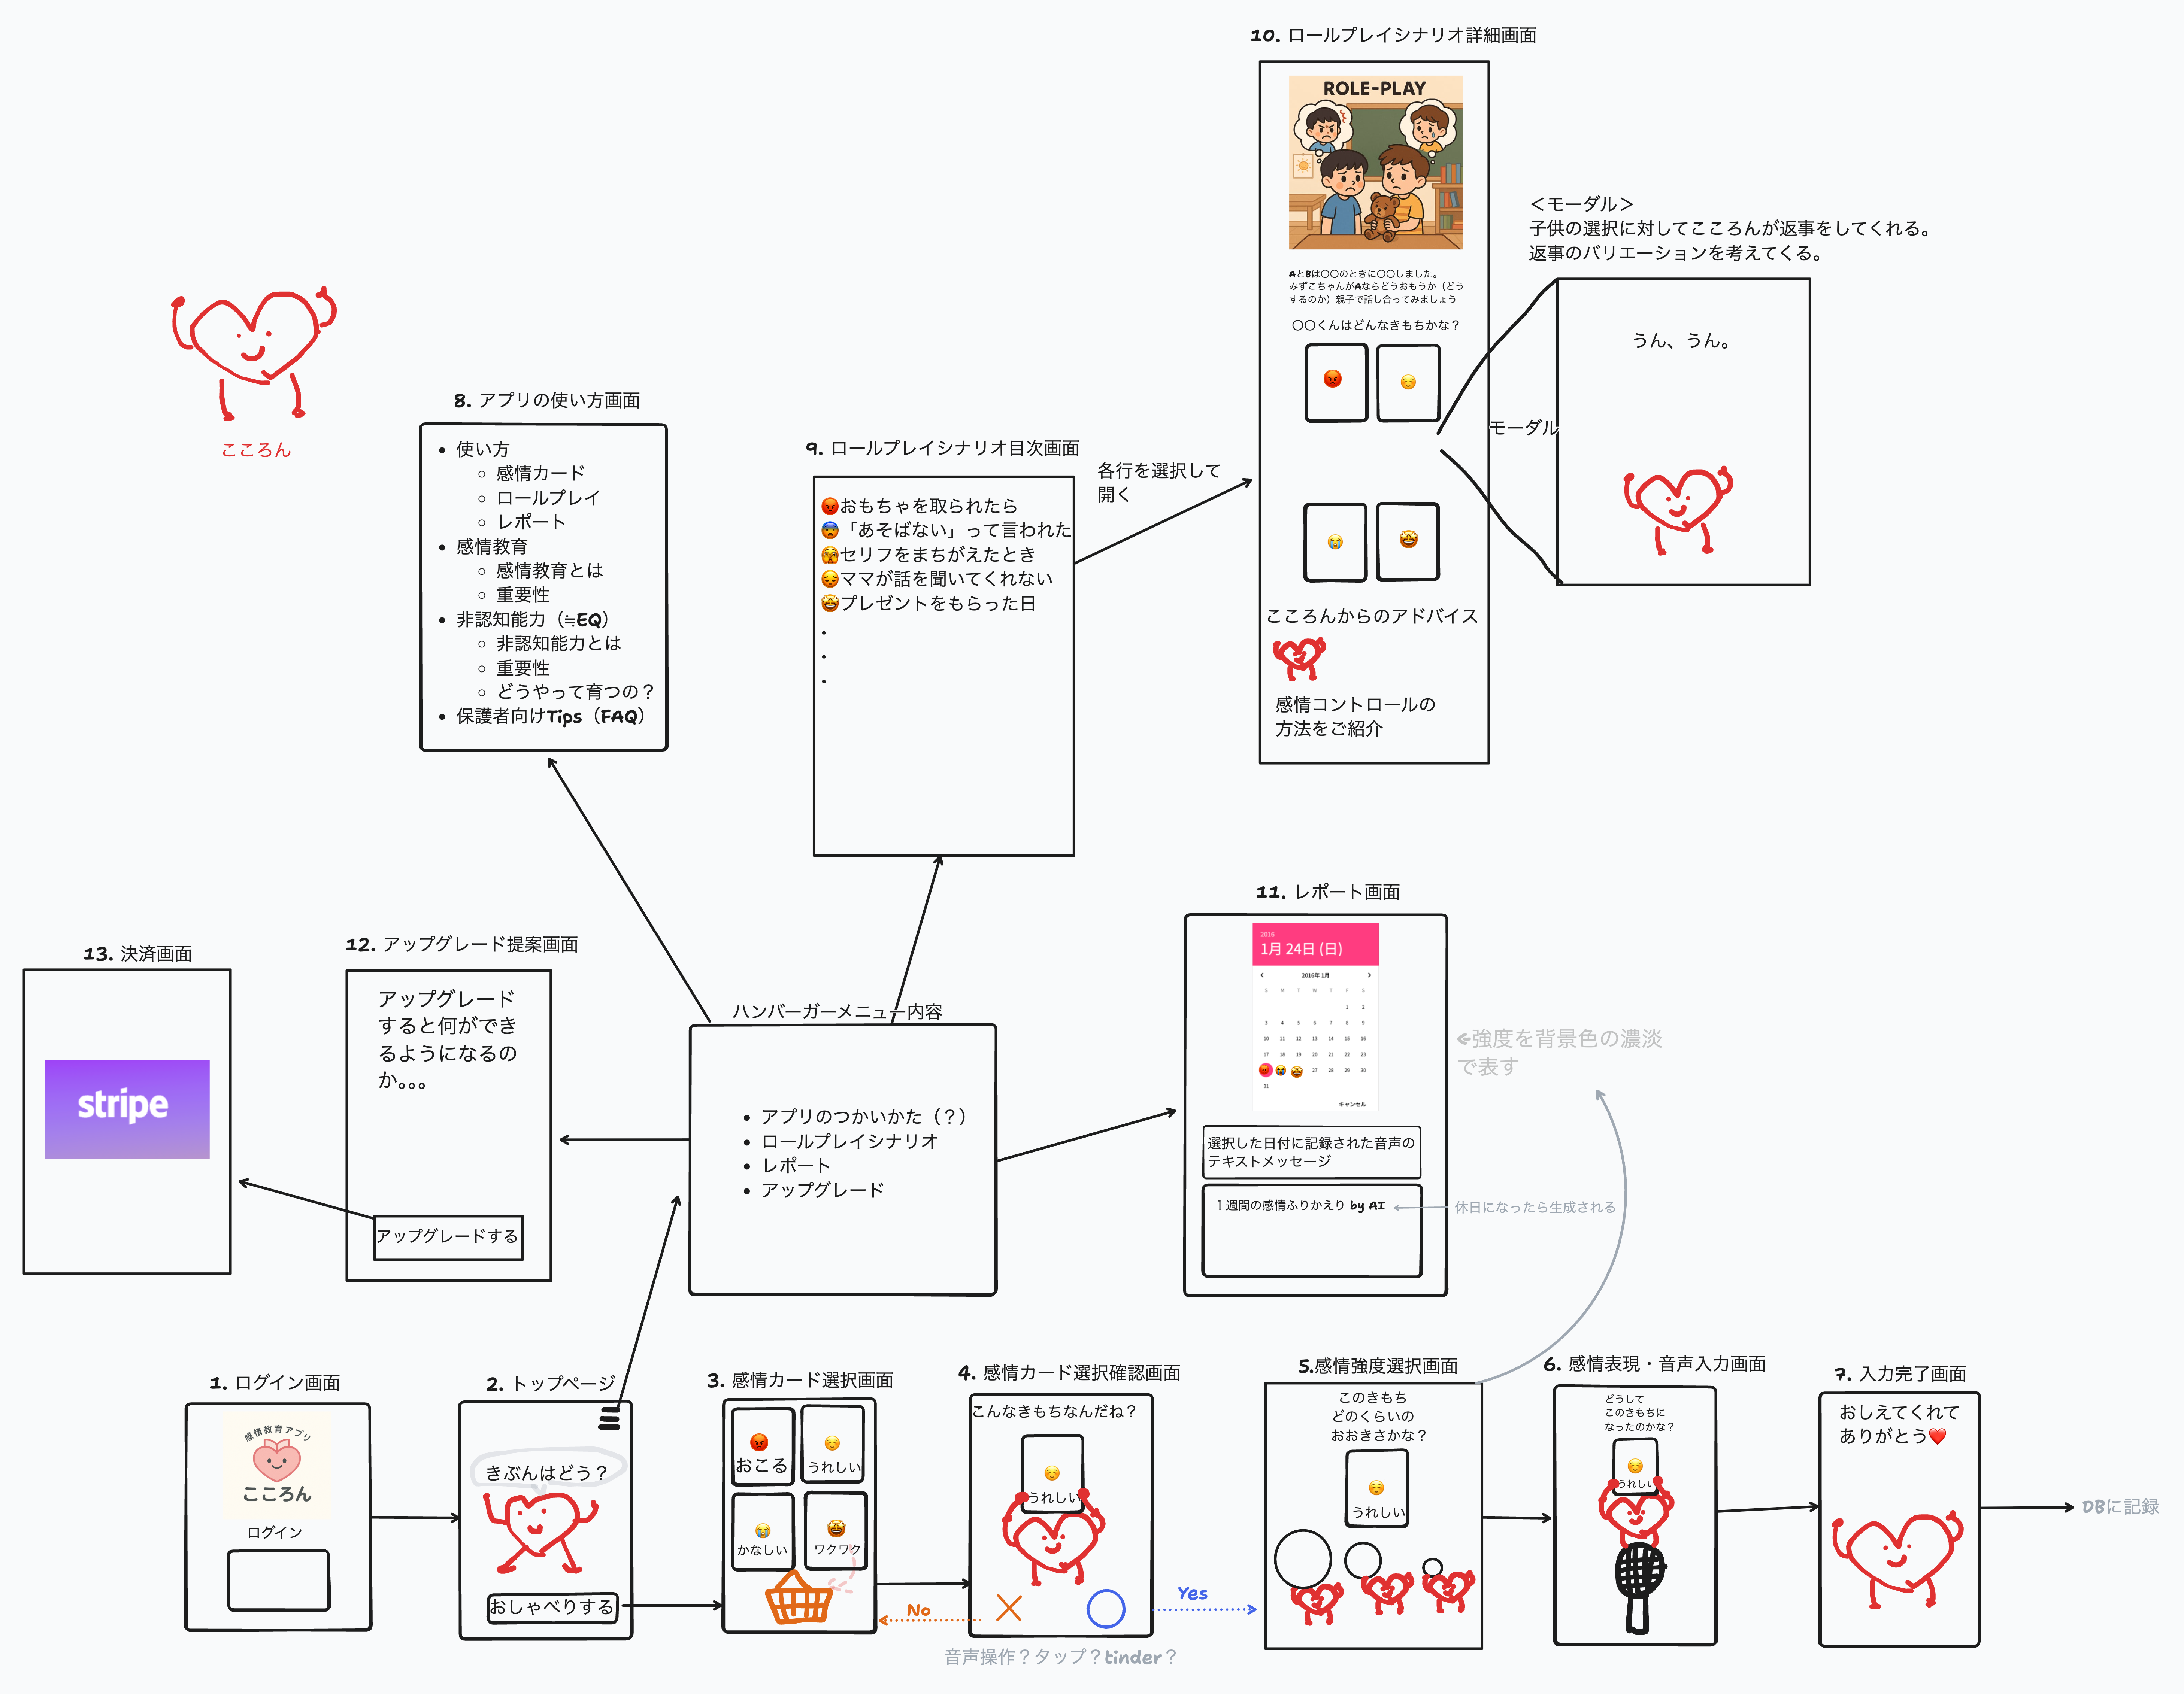 10. ロールプレイシナリオ詳細画面
ROLE-PLAY
AとBは〇〇のときに〇〇しました。
みずこちゃんがAならどうおもうか（どう
するのか）親子で話し合ってみましょう
〇〇くんはどんなきもちかな？
こころんからのアドバイス
感情コントロールの
方法をご紹介
＜モーダル＞
子供の選択に対してこころんが返事をしてくれる。
返事のバリエーションを考えてくる。
モーダル
うん、うん。
こころん
8. アプリの使い方画面
• 使い方
◦ 感情カード
◦ ロールプレイ
◦ レポート
• 感情教育
◦ 感情教育とは
◦ 重要性
• 非認知能力（≒EQ）
◦ 非認知能力とは
◦ 重要性
◦ どうやって育つの？
• 保護者向けTips（FAQ）
9. ロールプレイシナリオ目次画面
😡おもちゃを取られたら
😨「あそばない」って言われた
🫣セリフをまちがえたとき
😔ママが話を聞いてくれない
🤩プレゼントをもらった日
・
・
・
各行を選択して
開く
13. 決済画面
stripe
12. アップグレード提案画面
アップグレード
すると何ができ
るようになるの
か。。。
アップグレードする
ハンバーガーメニュー内容
• アプリのつかいかた（？）
• ロールプレイシナリオ
• レポート
• アップグレード
11. レポート画面
2016
1月 24日 (日)
2016年 1月
S M T W T F S
1 2
3 4 5 6 7 8 9
10 11 12 13 14 15 16
17 18 19 20 21 22 23
27 28 29 30
31
キャンセル
選択した日付に記録された音声の
テキストメッセージ
１週間の感情ふりかえり by AI
←強度を背景色の濃淡
で表す
休日になったら生成される
1. ログイン画面
感情教育アプリ
こころん
ログイン
2. トップページ
きぶんはどう？
おしゃべりする
3. 感情カード選択画面
おこる
うれしい
かなしい
ワクワク
4. 感情カード選択確認画面
こんなきもちなんだね？
うれしい
No
Yes
音声操作？タップ？tinder？
5.感情強度選択画面
このきもち
どのくらいの
おおきさかな？
うれしい
6. 感情表現・音声入力画面
どうして
このきもちに
なったのかな？
うれしい
7. 入力完了画面
おしえてくれて
ありがとう❤️
DBに記録